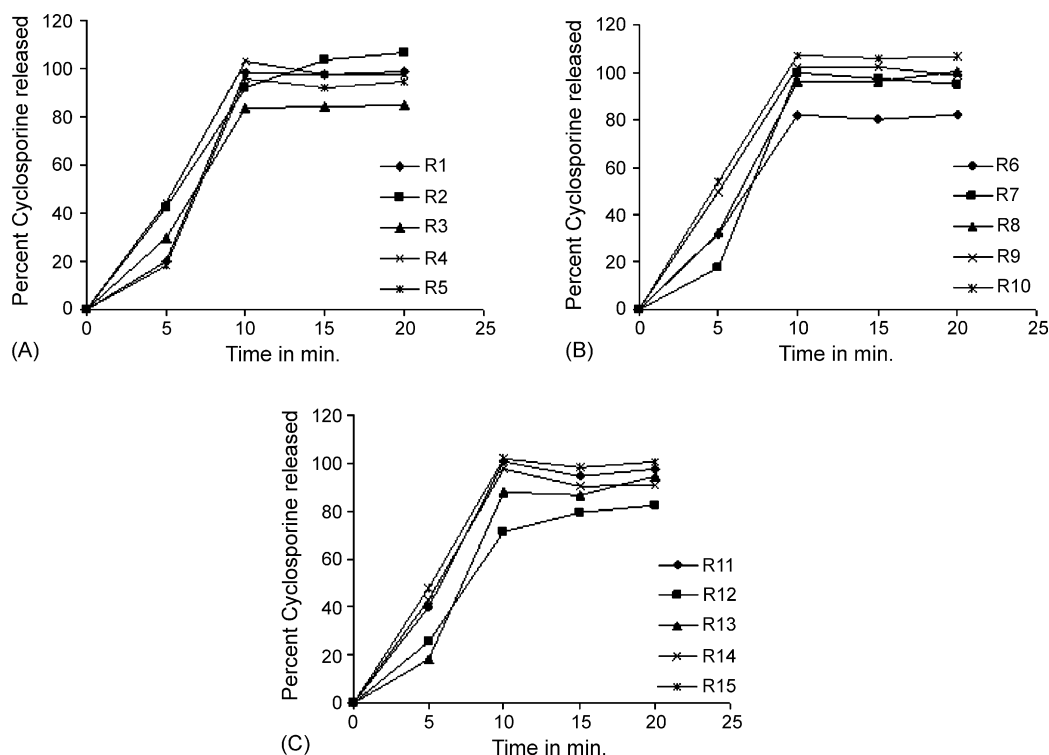 Percent Cyclosporine released
120
100
80
60
40
20
0
0 5 10 15 20 25
Time in min.
R1
R2
R3
R4
R5
(A)
Percent Cyclosporine released
120
100
80
60
40
20
0
0 5 10 15 20 25
Time in min.
R6
R7
R8
R9
R10
(B)
Percent Cyclosporine released
120
100
80
60
40
20
0
0 5 10 15 20 25
Time in min.
R11
R12
R13
R14
R15
(C)